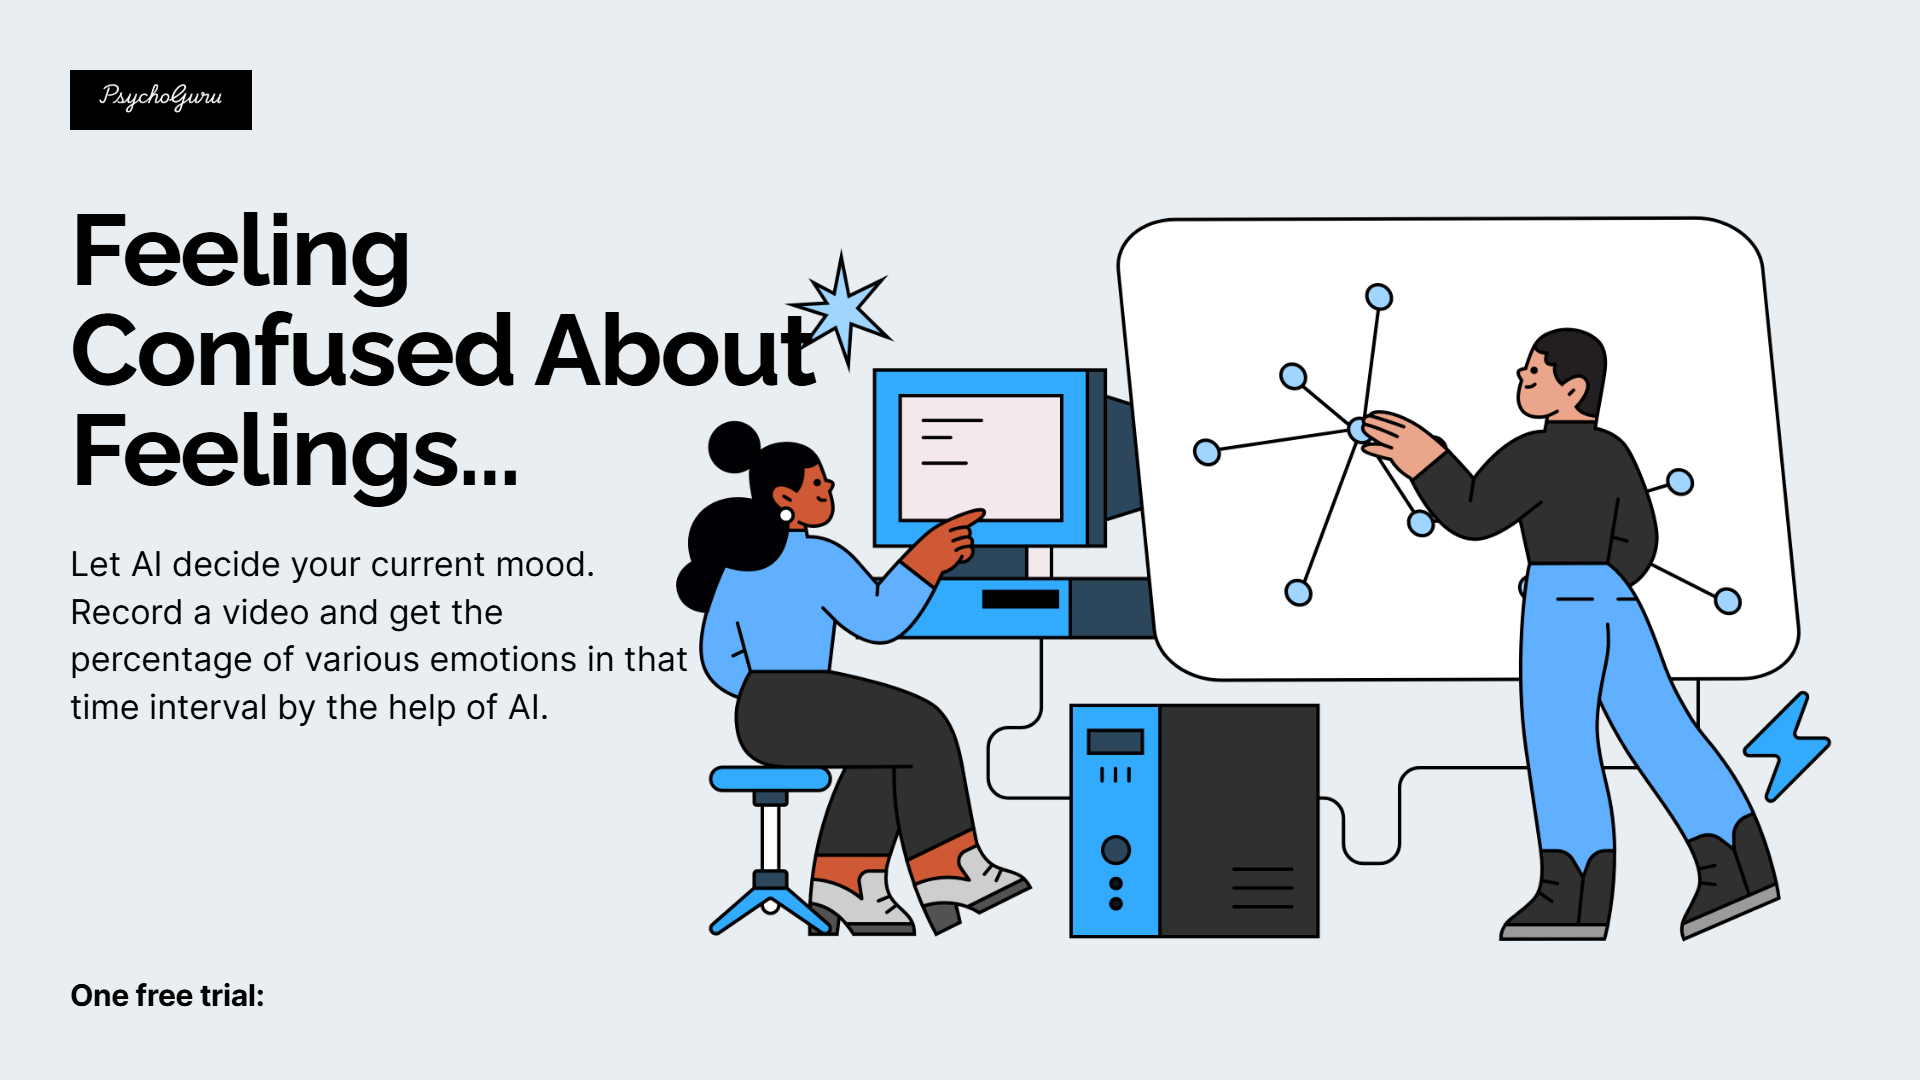 PsychoGuru
Feeling
Confused About
Feelings...
Let AI decide your current mood.
Record a video and get the
percentage of various emotions in that
time interval by the help of AI.
One free trial: